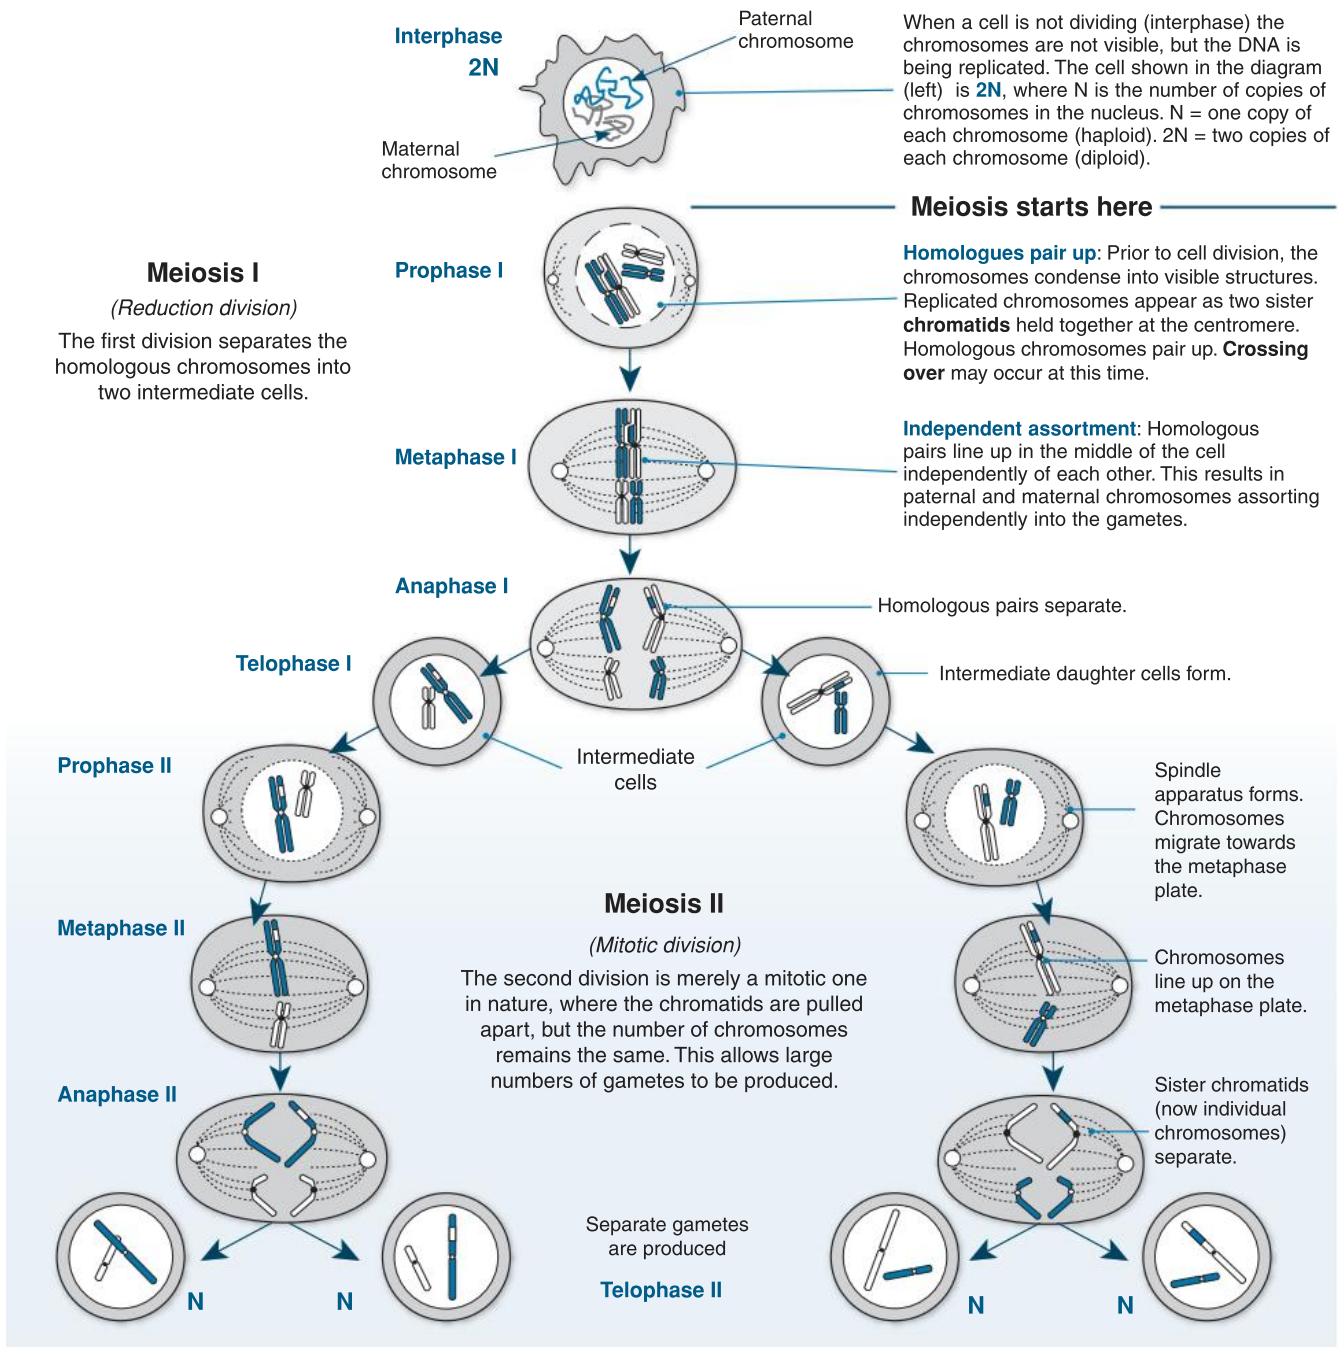 Interphase
2N
Paternal
chromosome
Maternal
chromosome
When a cell is not dividing (interphase) the
chromosomes are not visible, but the DNA is
being replicated. The cell shown in the diagram
(left) is 2N, where N is the number of copies of
chromosomes in the nucleus. N = one copy of
each chromosome (haploid). 2N = two copies of
each chromosome (diploid).
Meiosis starts here
Meiosis I
(Reduction division)
The first division separates the
homologous chromosomes into
two intermediate cells.
Prophase I
Homologues pair up: Prior to cell division, the
chromosomes condense into visible structures.
Replicated chromosomes appear as two sister
chromatids held together at the centromere.
Homologous chromosomes pair up. Crossing
over may occur at this time.
Metaphase I
Independent assortment: Homologous
pairs line up in the middle of the cell
independently of each other. This results in
paternal and maternal chromosomes assorting
independently into the gametes.
Anaphase I
Homologous pairs separate.
Telophase I
Intermediate daughter cells form.
Intermediate
cells
Prophase II
Spindle
apparatus forms.
Chromosomes
migrate towards
the metaphase
plate.
Meiosis II
(Mitotic division)
The second division is merely a mitotic one
in nature, where the chromatids are pulled
apart, but the number of chromosomes
remains the same. This allows large
numbers of gametes to be produced.
Metaphase II
Chromosomes
line up on the
metaphase plate.
Anaphase II
Sister chromatids
(now individual
chromosomes)
separate.
Separate gametes
are produced
Telophase II
N
N
N
N